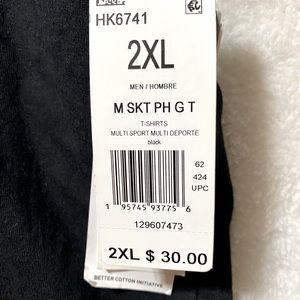 HK6741
2XL
MEN / HOMBRE
M SKT PH G T
T-SHIRTS
MULTI SPORT MULTI DEPORTE
black
62
424
UPC
1 95745 93775 6
129607473
2XL $ 30.00
BETTER COTTON INITIATIVE